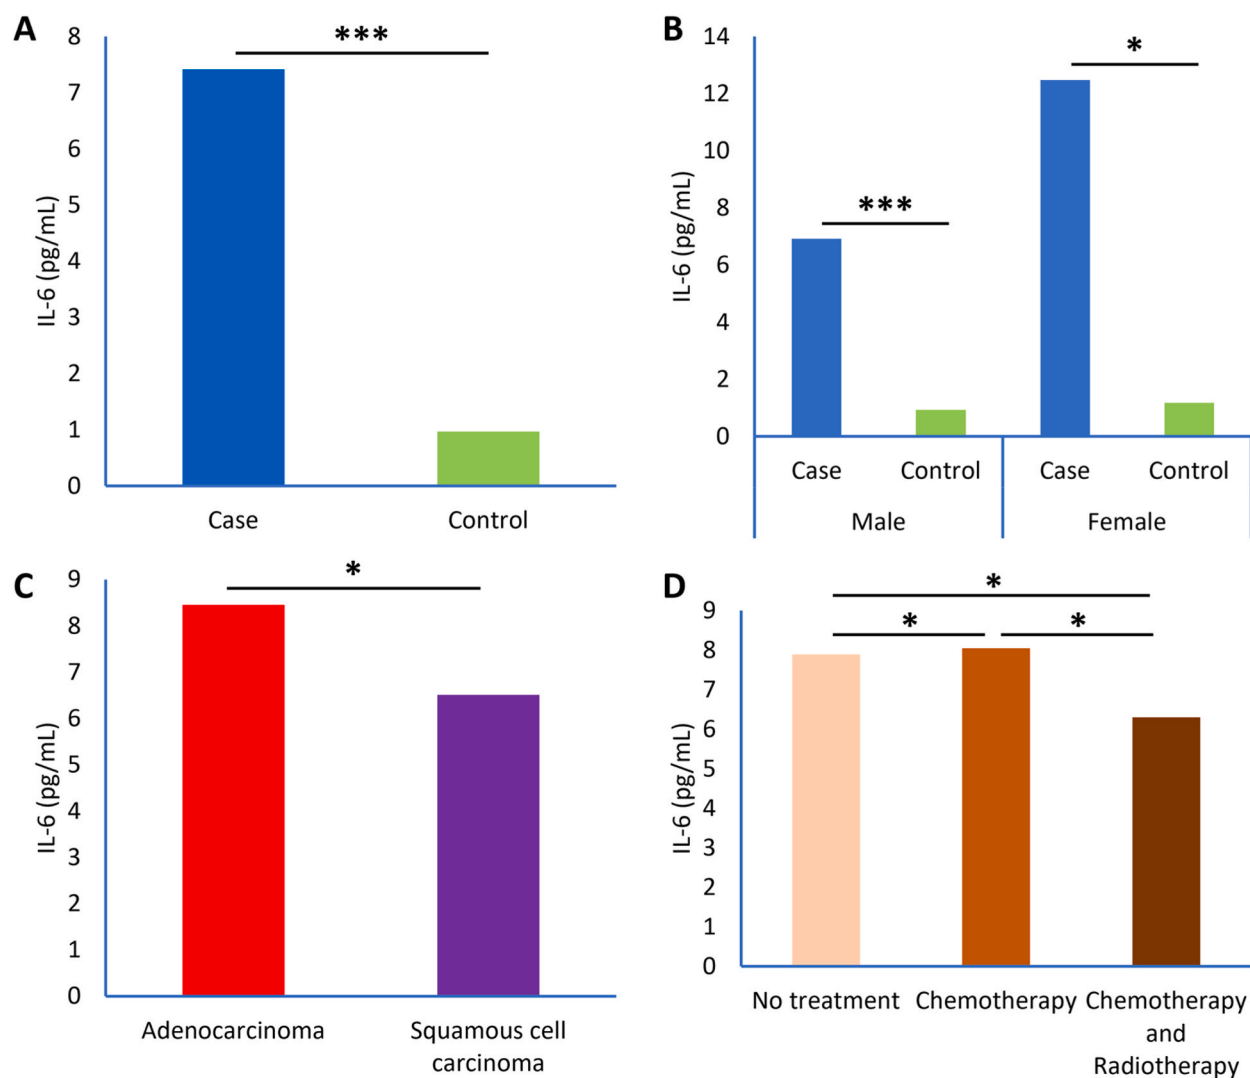 A
***
8
7
6
5
4
3
2
1
0
IL-6 (pg/mL)
Case
Control
B
*
***
14
12
10
8
6
4
2
0
IL-6 (pg/mL)
Case
Control
Case
Control
Male
Female
C
*
9
8
7
6
5
4
3
2
1
0
IL-6 (pg/mL)
Adenocarcinoma
Squamous cell
carcinoma
D
*
*
*
9
8
7
6
5
4
3
2
1
0
IL-6 (pg/mL)
No treatment
Chemotherapy
Chemotherapy
and
Radiotherapy